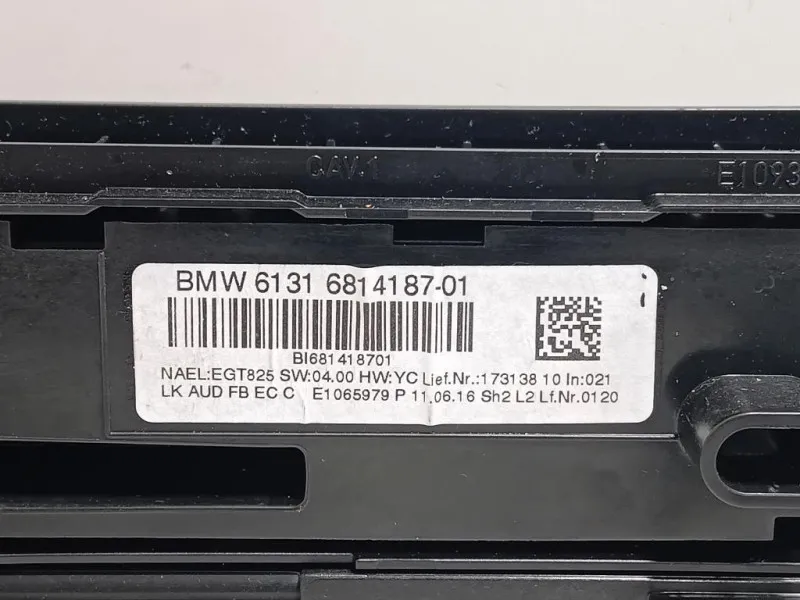 CAV.1
E1093
BMW 6131 6814187-01
BI681418701
NAEL:EGT825 SW:04.00 HW:YC Lief.Nr.:173138 10 In:021
LK AUD FB EC C E1065979 P 11.06.16 Sh2 L2 Lf.Nr.0120